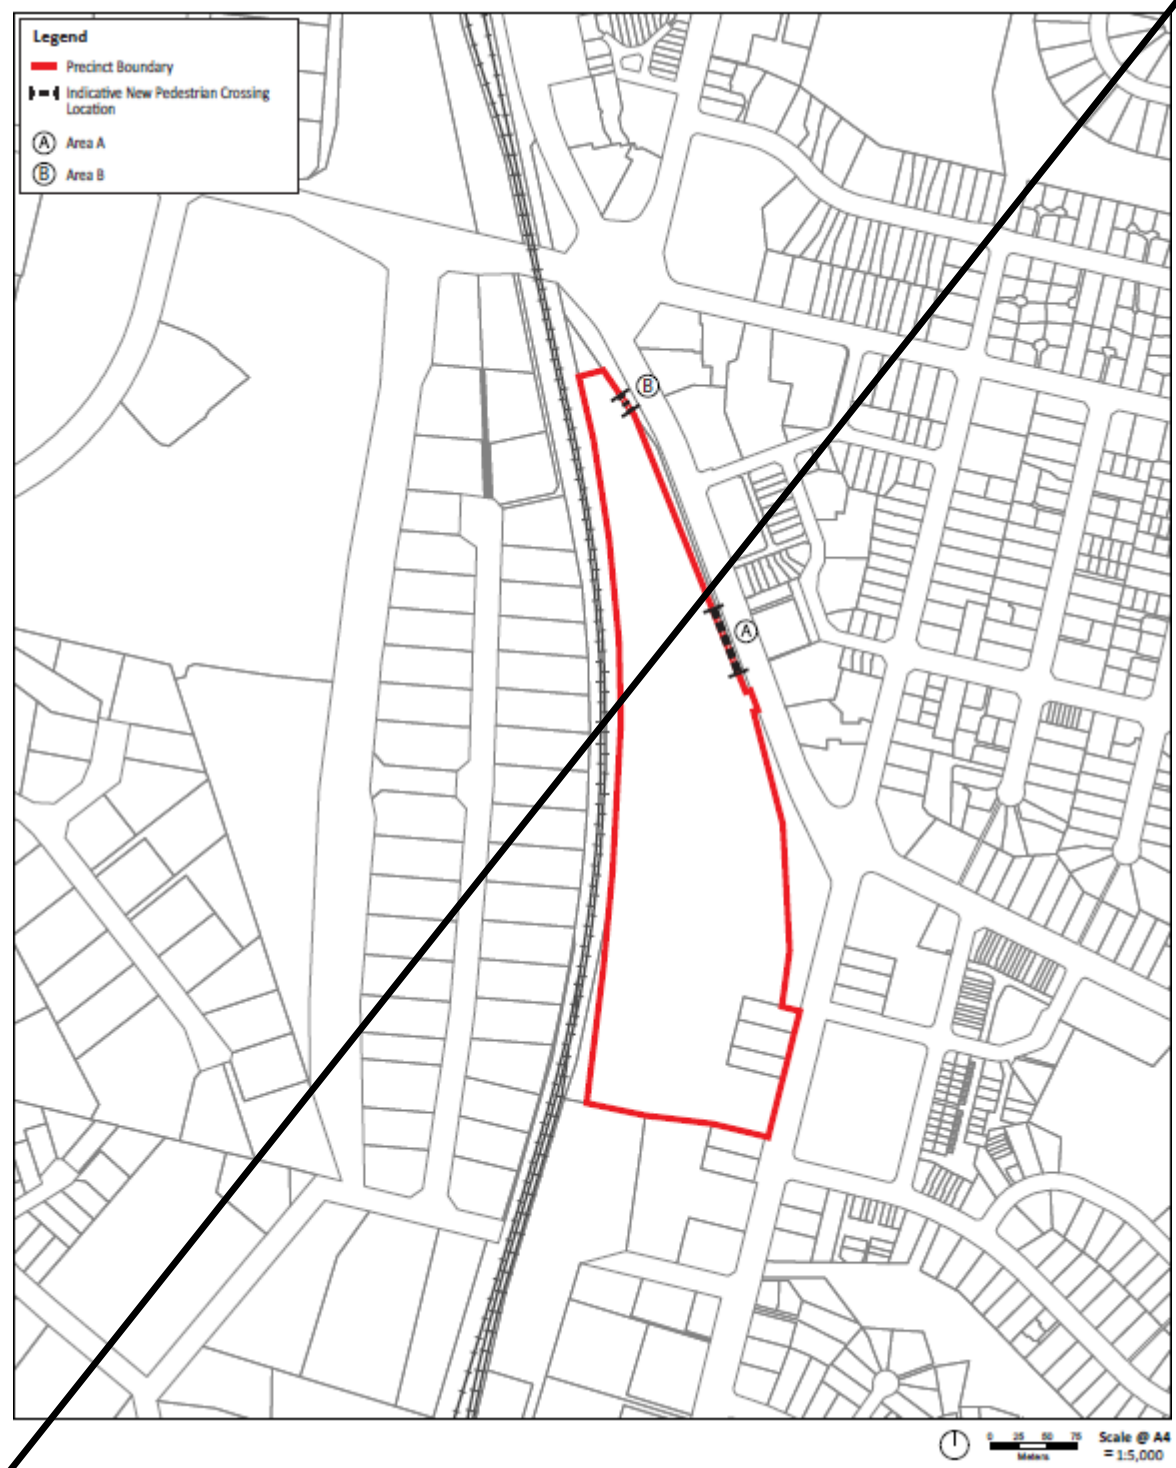 Legend
Precinct Boundary
Indicative New Pedestrian Crossing
Location
A Area A
B Area B
B
A
0 25 50 75
Meters
Scale @ A4
= 1:5,000